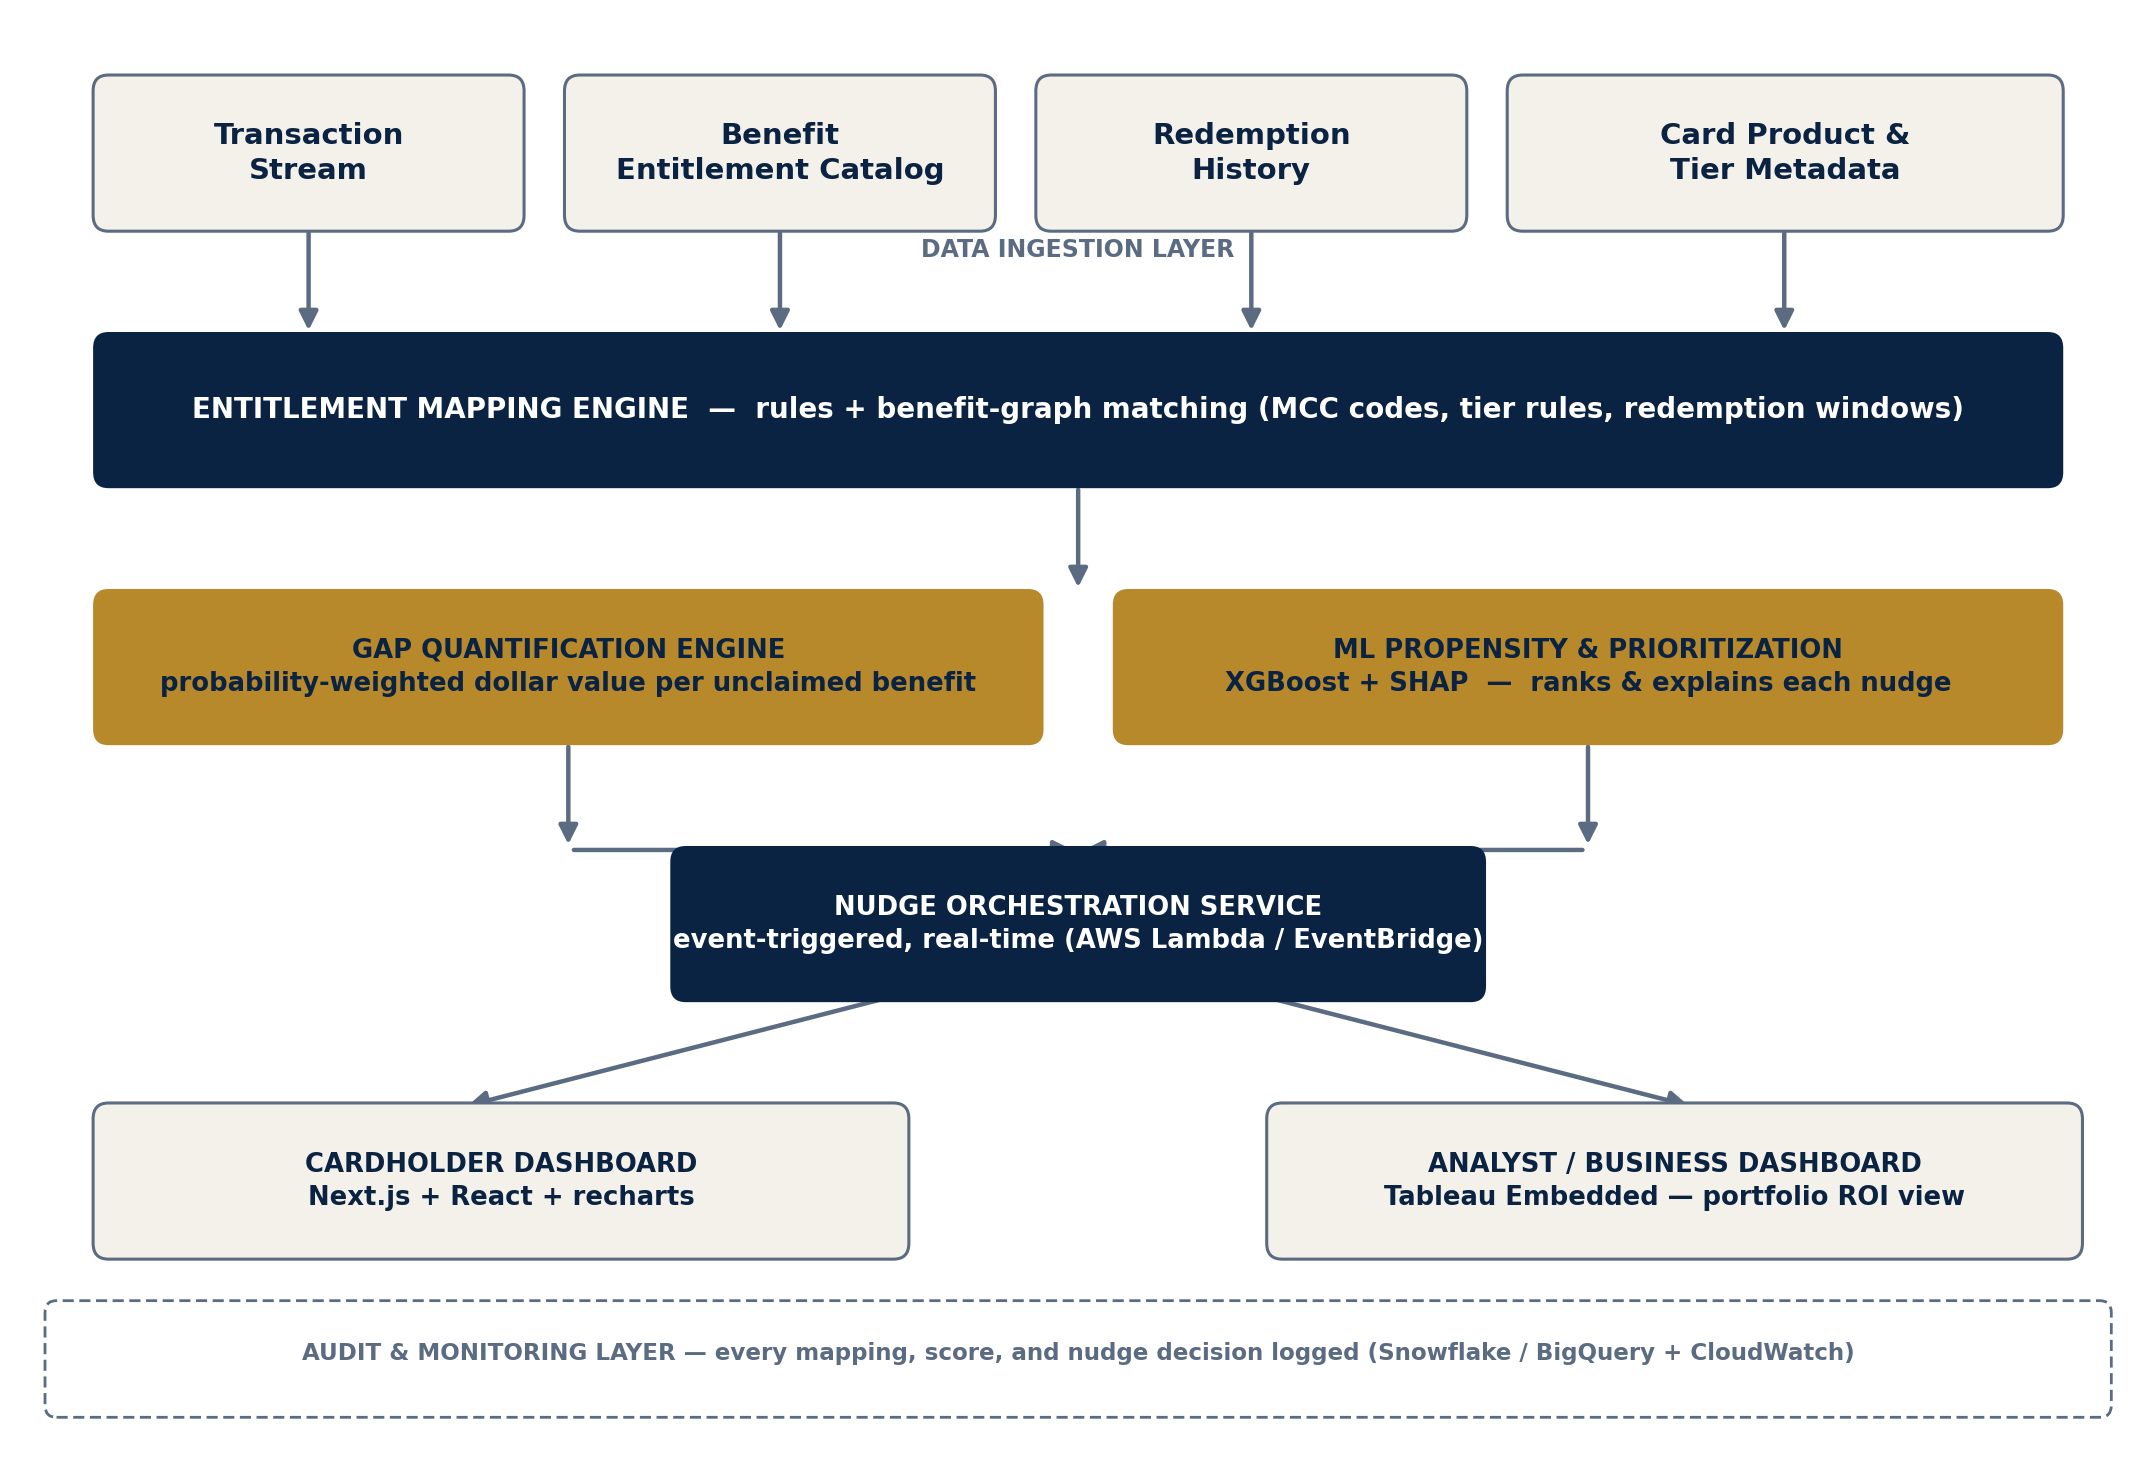 Transaction
Stream
Benefit
Entitlement Catalog
Redemption
History
Card Product &
Tier Metadata
DATA INGESTION LAYER
ENTITLEMENT MAPPING ENGINE — rules + benefit-graph matching (MCC codes, tier rules, redemption windows)
GAP QUANTIFICATION ENGINE
probability-weighted dollar value per unclaimed benefit
ML PROPENSITY & PRIORITIZATION
XGBoost + SHAP — ranks & explains each nudge
NUDGE ORCHESTRATION SERVICE
event-triggered, real-time (AWS Lambda / EventBridge)
CARDHOLDER DASHBOARD
Next.js + React + recharts
ANALYST / BUSINESS DASHBOARD
Tableau Embedded — portfolio ROI view
AUDIT & MONITORING LAYER — every mapping, score, and nudge decision logged (Snowflake / BigQuery + CloudWatch)